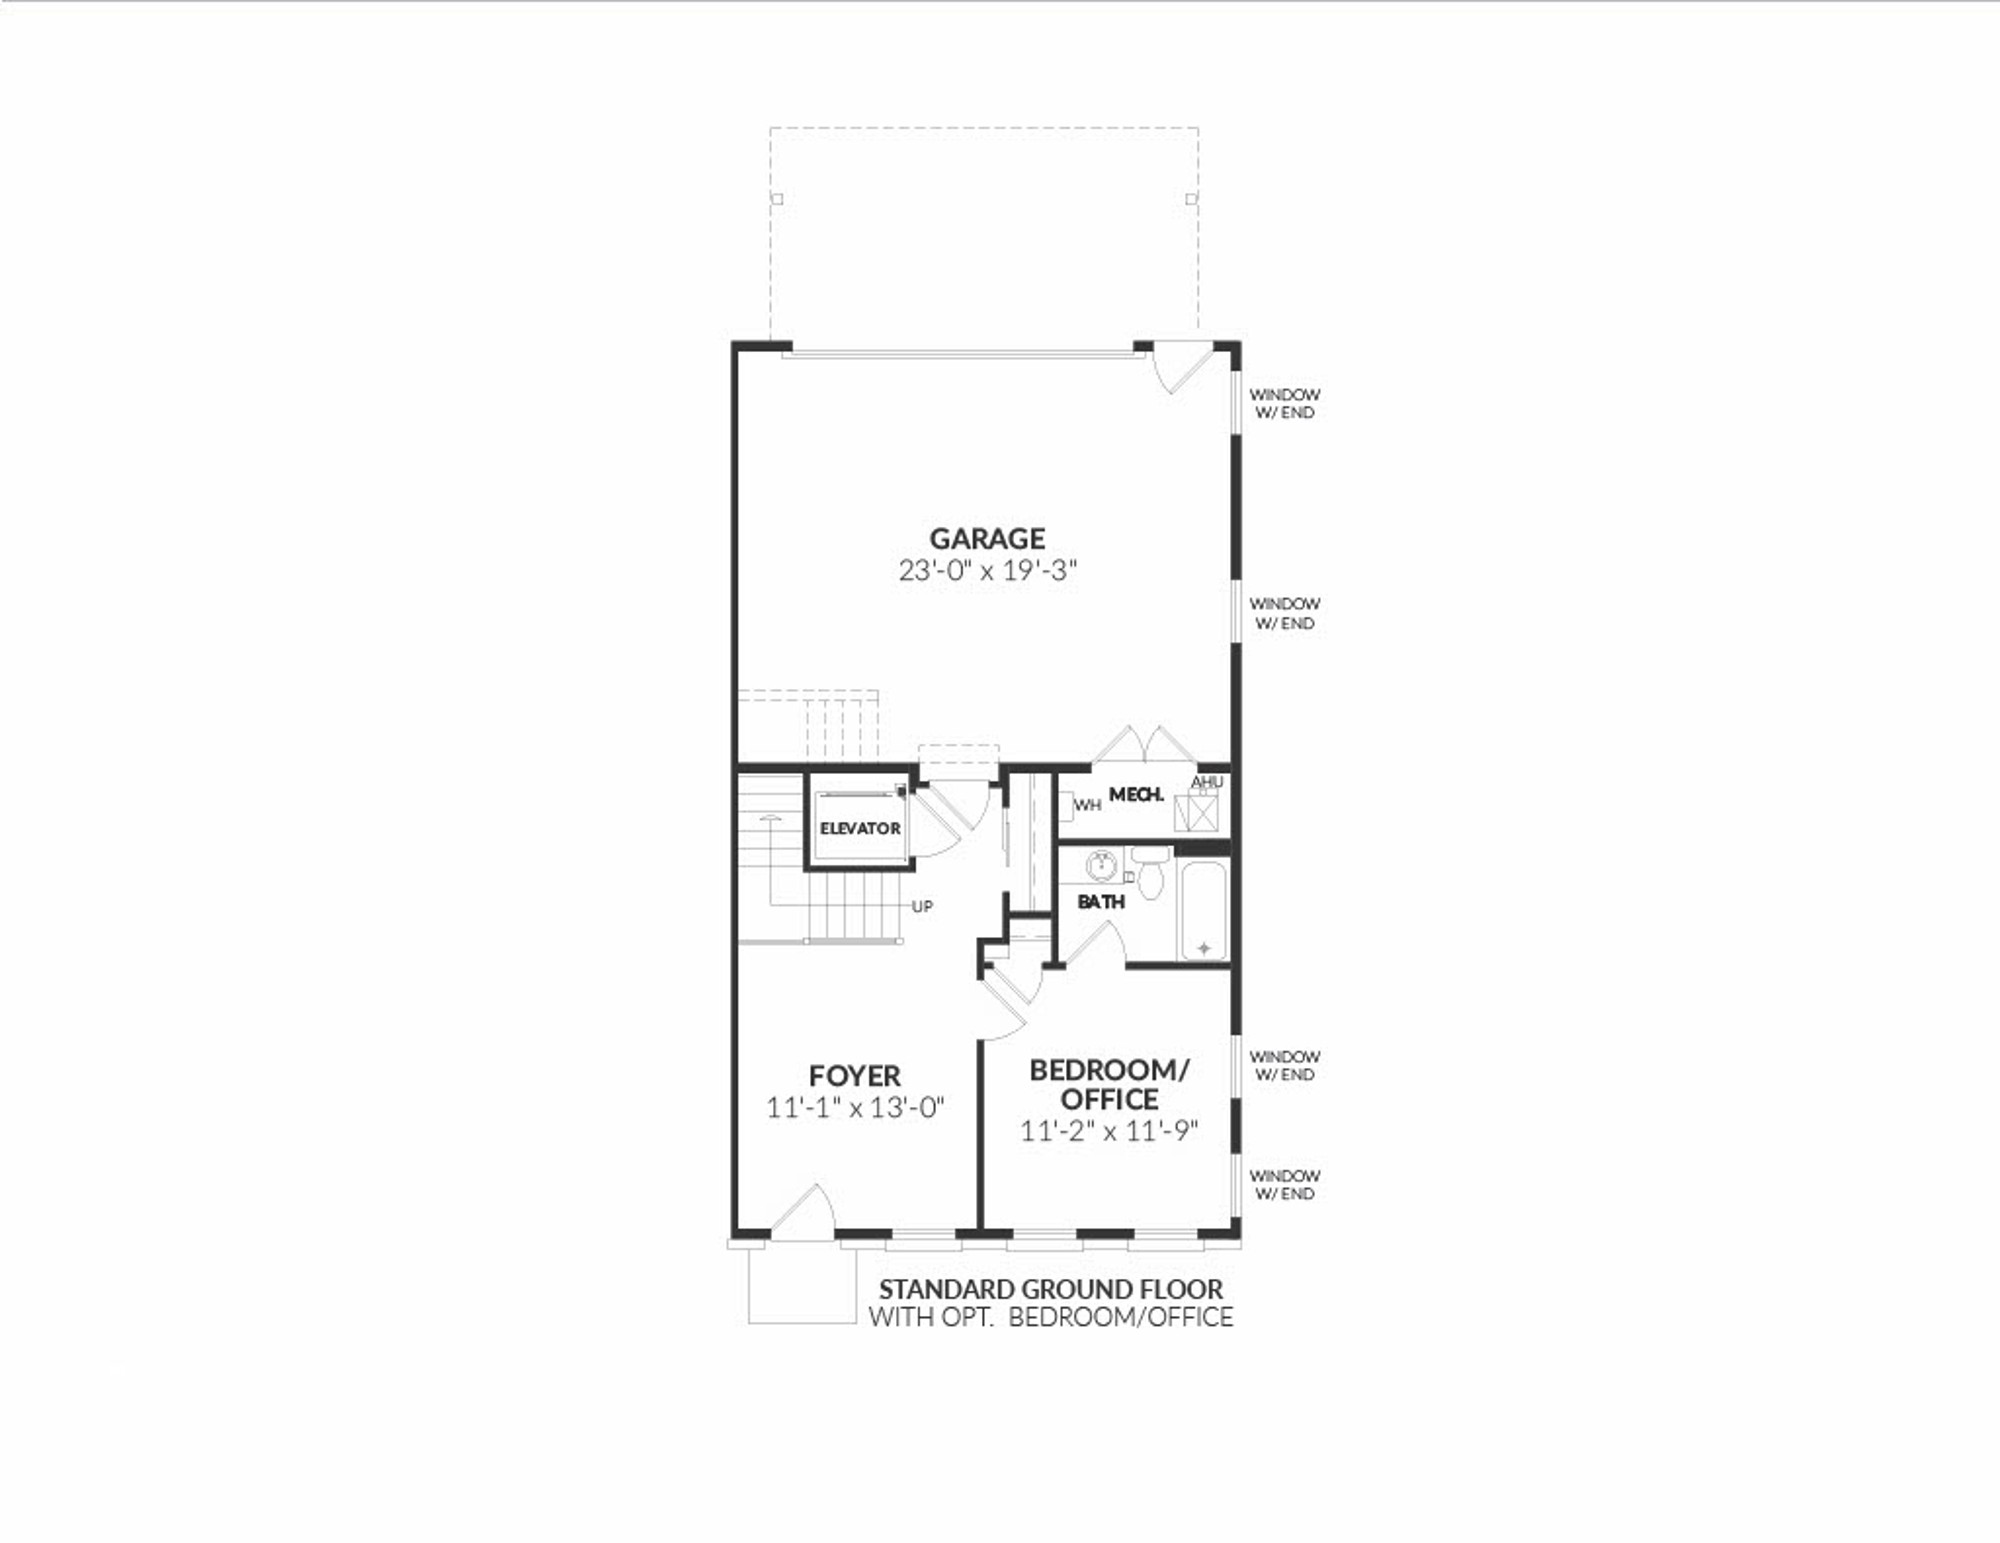 WINDOW
W/ END
GARAGE
23'-0" x 19'-3"
WINDOW
W/ END
AHU
MECH.
WH
ELEVATOR
BATH
UP
WINDOW
W/ END
BEDROOM/
OFFICE
11'-2" x 11'-9"
FOYER
11'-1" x 13'-0"
WINDOW
W/ END
STANDARD GROUND FLOOR
WITH OPT. BEDROOM/OFFICE